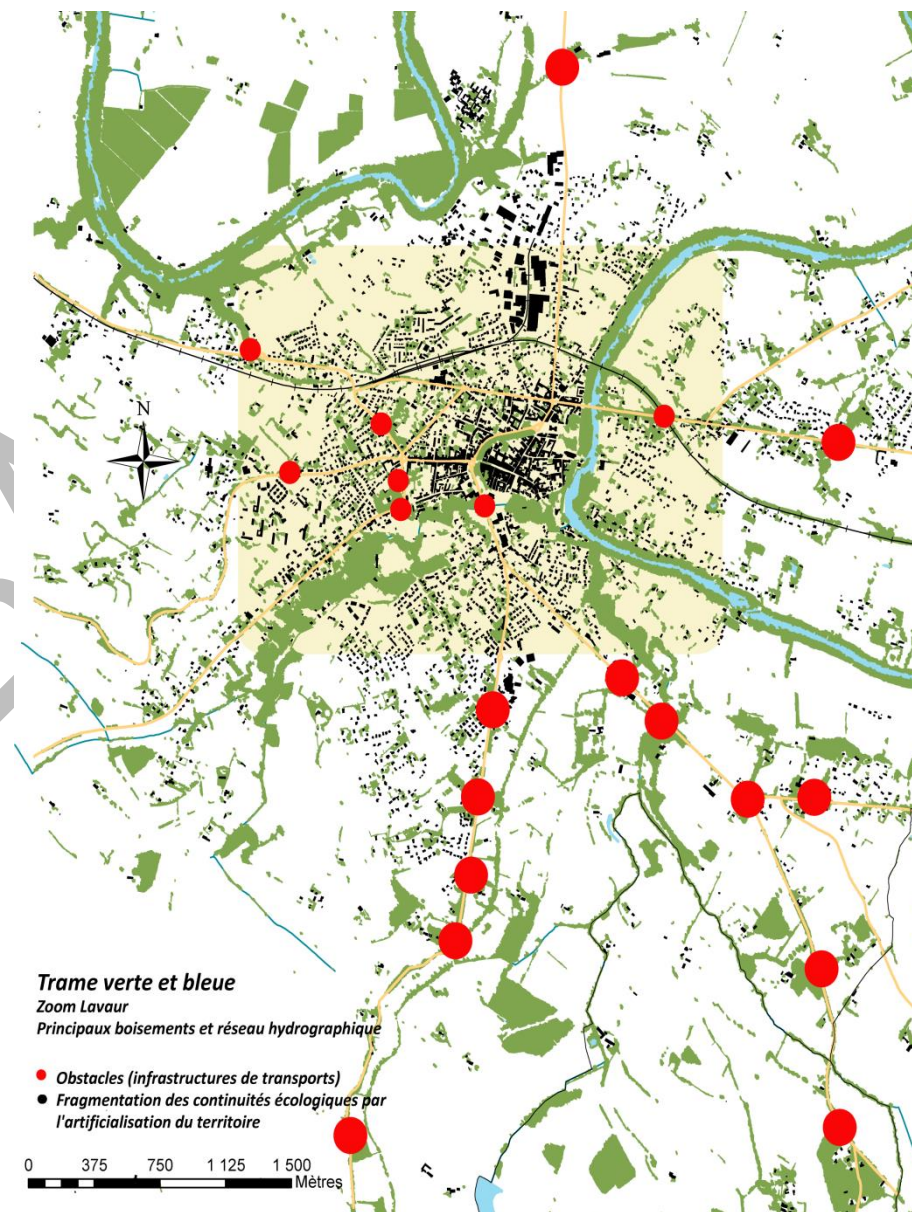 N
Trame verte et bleue
Zoom Lavaur
Principaux boisements et réseau hydrographique
Obstacles (infrastructures de transports)
Fragmentation des continuités écologiques par
l'artificialisation du territoire
0 375 750 1 125 1 500
Mètres